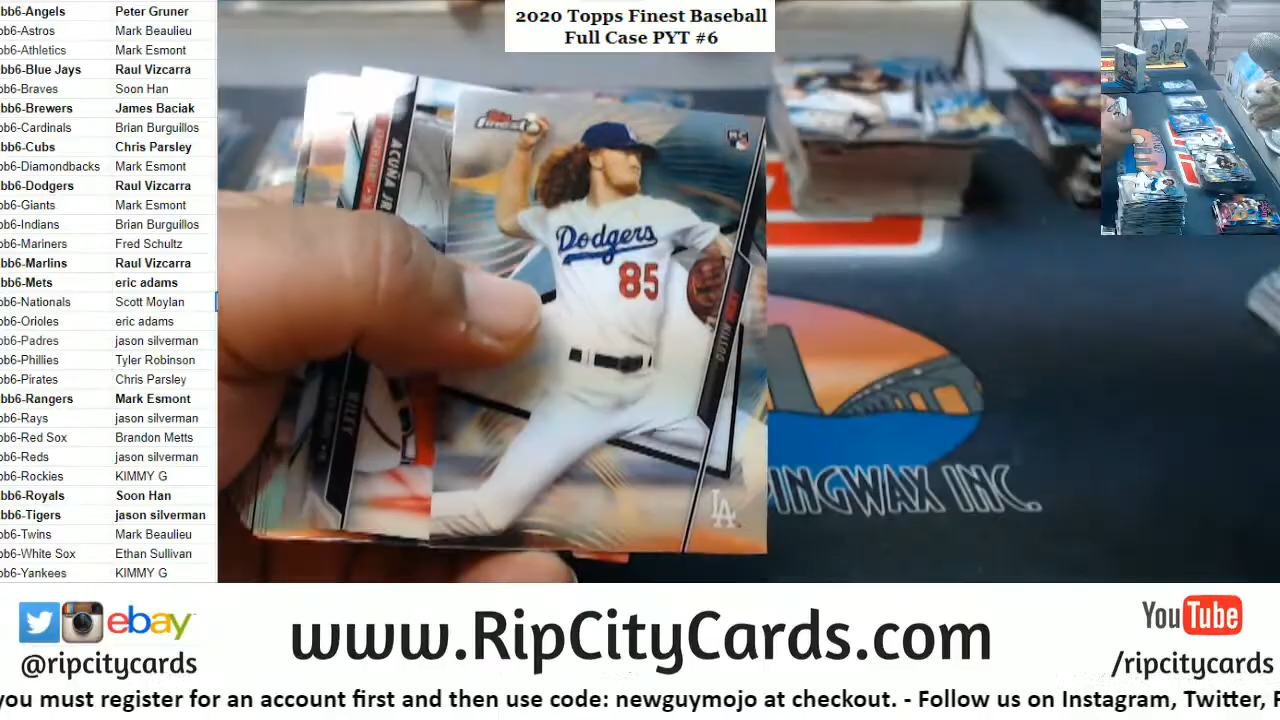 bb6-Angels Peter Gruner
bb6-Astros Mark Beaulieu
bb6-Athletics Mark Esmont
bb6-Blue Jays Raul Vizcarra
bb6-Braves Soon Han
bb6-Brewers James Baciak
bb6-Cardinals Brian Burguillos
bb6-Cubs Chris Parsley
bb6-Diamondbacks Mark Esmont
bb6-Dodgers Raul Vizcarra
bb6-Giants Mark Esmont
bb6-Indians Brian Burguillos
bb6-Mariners Fred Schultz
bb6-Marlins Raul Vizcarra
bb6-Mets eric adams
bb6-Nationals Scott Moylan
bb6-Orioles eric adams
bb6-Padres jason silverman
bb6-Phillies Tyler Robinson
bb6-Pirates Chris Parsley
bb6-Rangers Mark Esmont
bb6-Rays jason silverman
bb6-Red Sox Brandon Metts
bb6-Reds jason silverman
bb6-Rockies KIMMY G
bb6-Royals Soon Han
bb6-Tigers jason silverman
bb6-Twins Mark Beaulieu
bb6-White Sox Ethan Sullivan
bb6-Yankees KIMMY G
2020 Topps Finest Baseball
Full Case PYT #6
finest
RC
ACUNA JR
Dodgers
85
DUSTIN MAY
LA
PINGWAX INC.
ebay
@ripcitycards
www.RipCityCards.com
YouTube
/ripcitycards
you must register for an account first and then use code: newguymojo at checkout. - Follow us on Instagram, Twitter, F